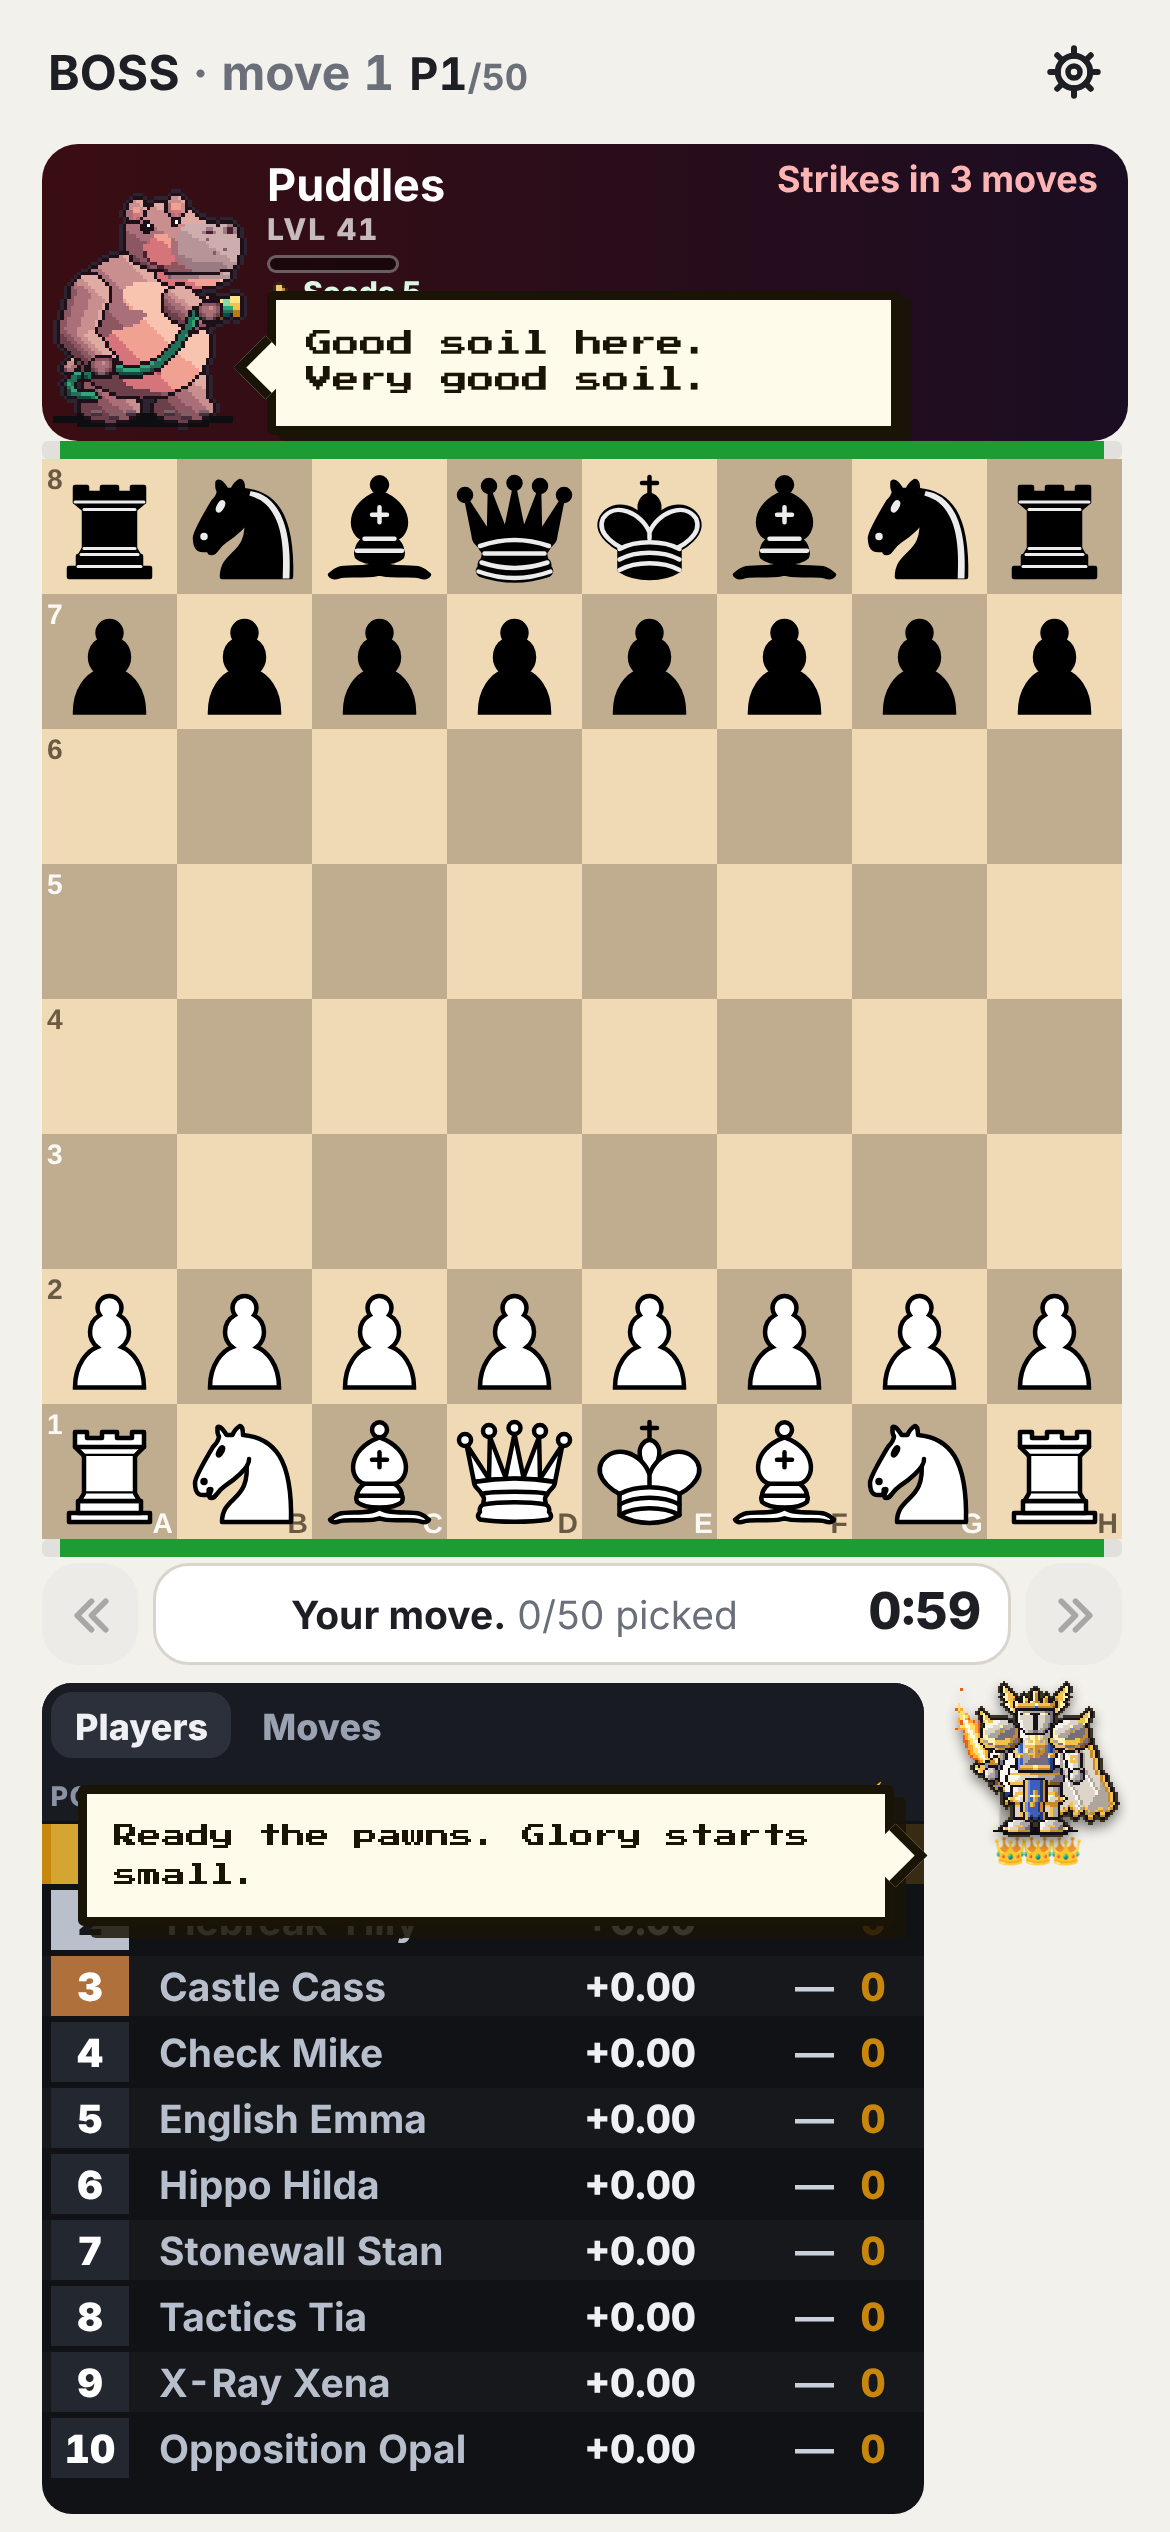 BOSS · move 1 P1/50
Puddles
Strikes in 3 moves
LVL 41
Seeds 5
Good soil here.
Very good soil.
8
7
6
5
4
3
2
1
A B C D E F G H
Your move. 0/50 picked 0:59
Players Moves
Ready the pawns. Glory starts
small.
3 Castle Cass +0.00 — 0
4 Check Mike +0.00 — 0
5 English Emma +0.00 — 0
6 Hippo Hilda +0.00 — 0
7 Stonewall Stan +0.00 — 0
8 Tactics Tia +0.00 — 0
9 X-Ray Xena +0.00 — 0
10 Opposition Opal +0.00 — 0